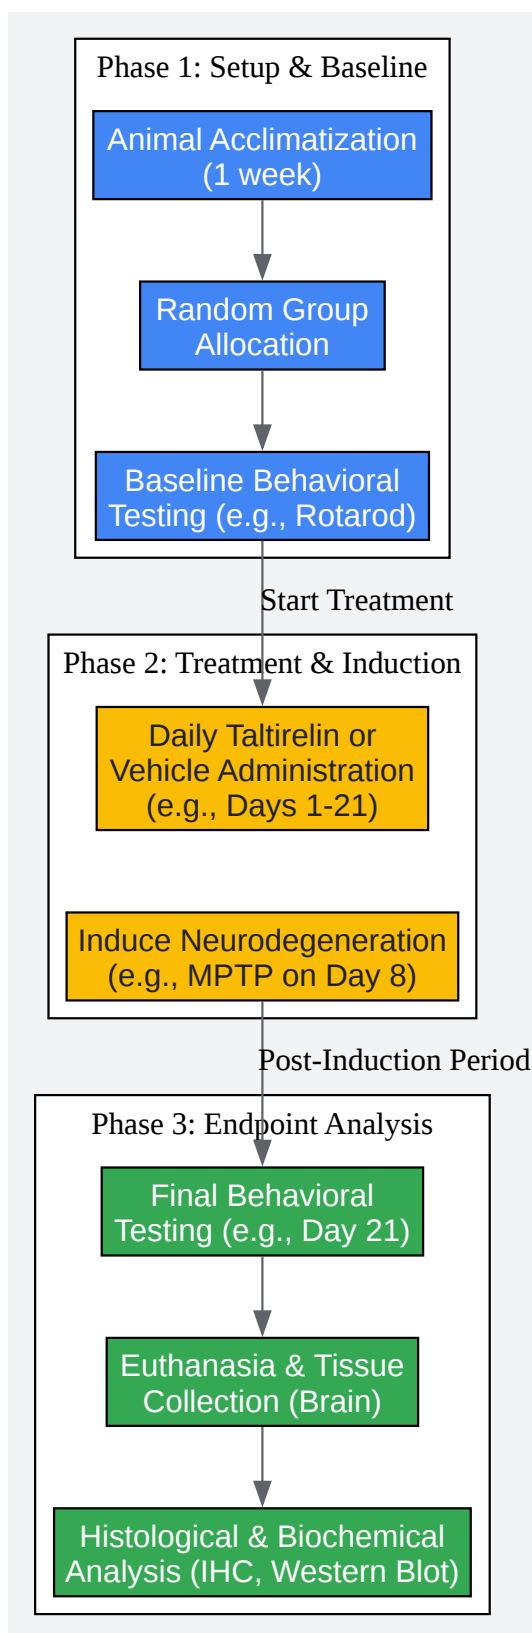 Phase 1: Setup & Baseline
Animal Acclimatization
(1 week)
Random Group
Allocation
Baseline Behavioral
Testing (e.g., Rotarod)
Start Treatment
Phase 2: Treatment & Induction
Daily Taltirelin or
Vehicle Administration
(e.g., Days 1-21)
Induce Neurodegeneration
(e.g., MPTP on Day 8)
Post-Induction Period
Phase 3: Endpoint Analysis
Final Behavioral
Testing (e.g., Day 21)
Euthanasia & Tissue
Collection (Brain)
Histological & Biochemical
Analysis (IHC, Western Blot)